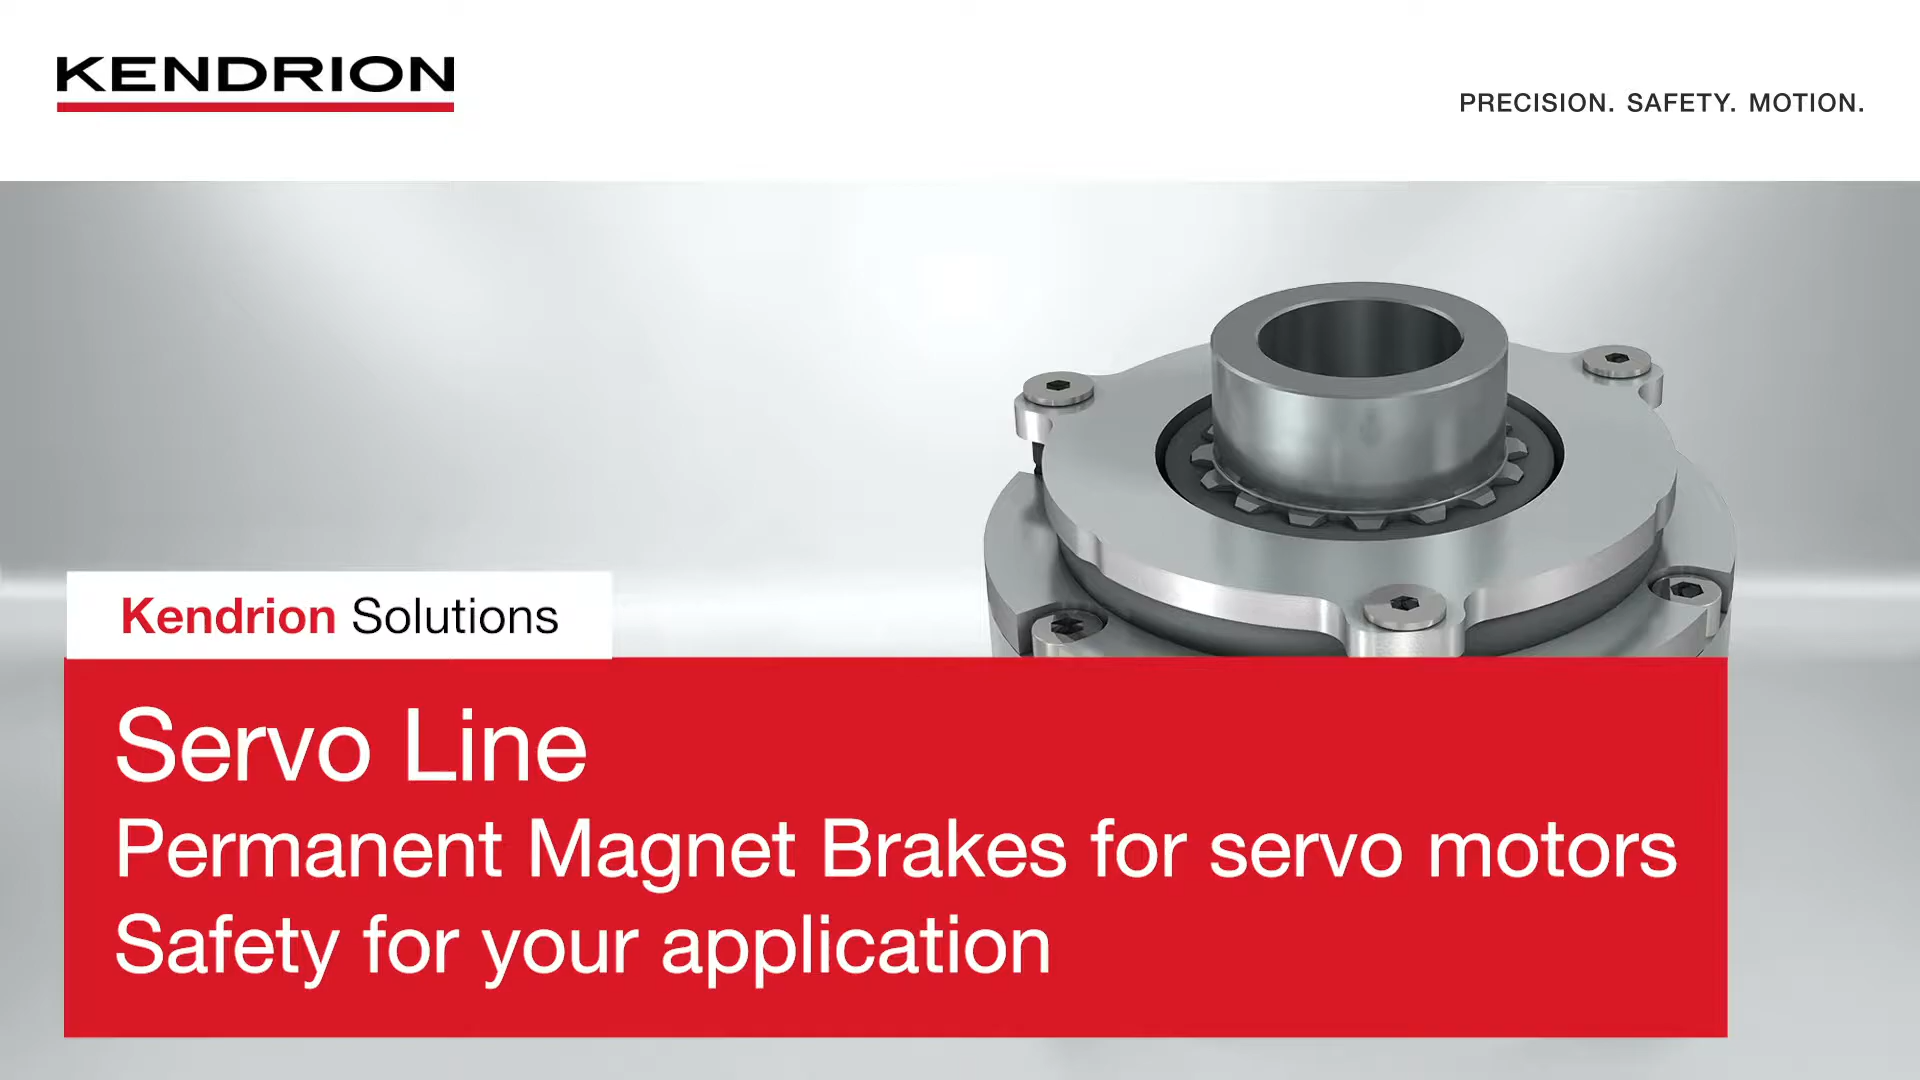 KENDRION
PRECISION. SAFETY. MOTION.
Kendrion Solutions
Servo Line
Permanent Magnet Brakes for servo motors
Safety for your application